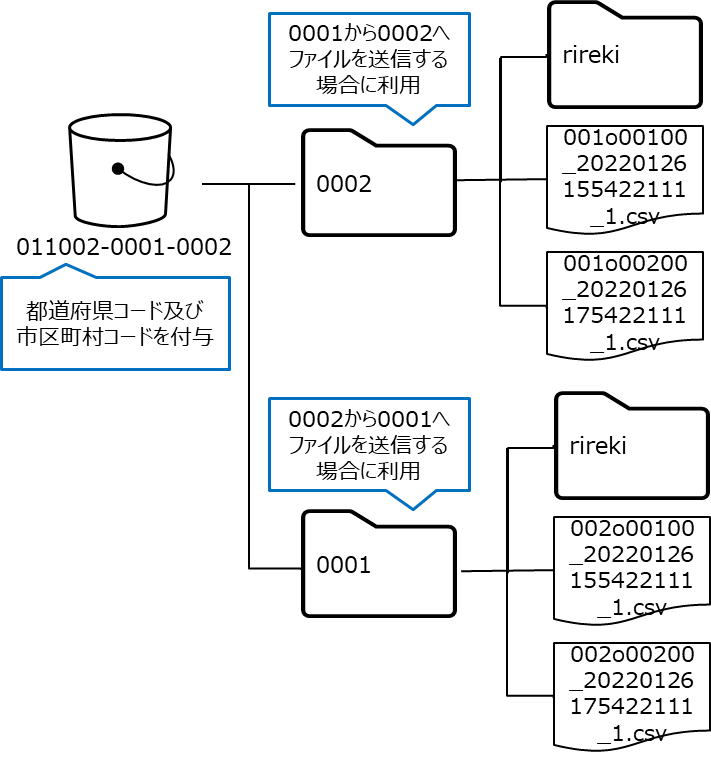 0001から0002へ
ファイルを送信する
場合に利用
rireki
001o00100
_20220126
155422111
_1.csv
0002
001o00200
_20220126
175422111
_1.csv
011002-0001-0002
都道府県コード及び
市区町村コードを付与
0002から0001へ
ファイルを送信する
場合に利用
rireki
0001
002o00100
_20220126
155422111
_1.csv
002o00200
_20220126
175422111
_1.csv